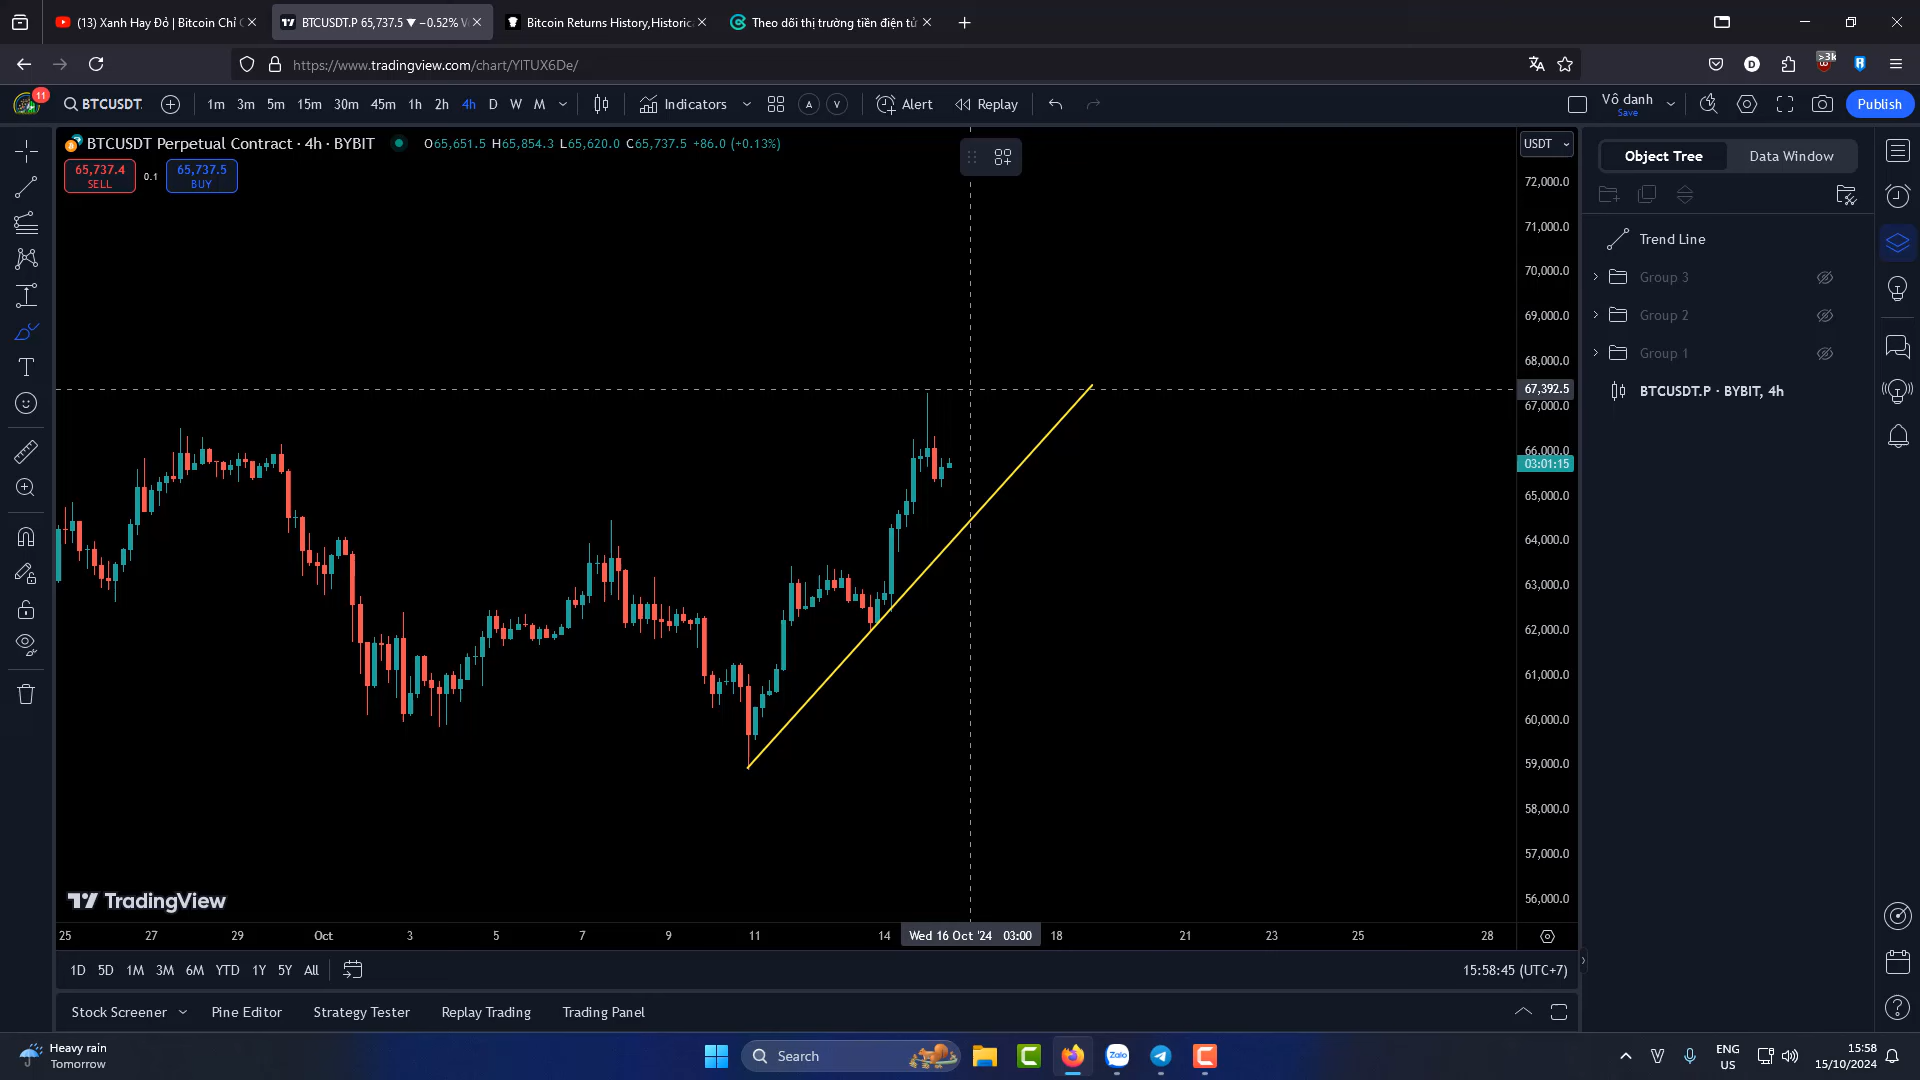 (13) Xanh Hay Đỏ | Bitcoin Chỉ C
BTCUSDT.P 65,737.5 ▼ −0.52% V
Bitcoin Returns History,Historica
Theo dõi thị trường tiền điện tử
https://www.tradingview.com/chart/YlTUX6De/
>3k
11
BTCUSDT.
1m 3m 5m 15m 30m 45m 1h 2h 4h D W M
Indicators
A V
Alert
Replay
Vô danh
Save
Publish
BTCUSDT Perpetual Contract · 4h · BYBIT
O65,651.5 H65,854.3 L65,620.0 C65,737.5 +86.0 (+0.13%)
65,737.4
SELL
0.1
65,737.5
BUY
USDT
72,000.0
71,000.0
70,000.0
69,000.0
68,000.0
67,392.5
67,000.0
66,000.0
03:01:15
65,000.0
64,000.0
63,000.0
62,000.0
61,000.0
60,000.0
59,000.0
58,000.0
57,000.0
56,000.0
Object Tree
Data Window
Trend Line
Group 3
Group 2
Group 1
BTCUSDT.P · BYBIT, 4h
TradingView
25 27 29 Oct 3 5 7 9 11 14 Wed 16 Oct '24 03:00 18 21 23 25 28
1D 5D 1M 3M 6M YTD 1Y 5Y All
15:58:45 (UTC+7)
Stock Screener
Pine Editor
Strategy Tester
Replay Trading
Trading Panel
Heavy rain
Tomorrow
Search
Zalo
ENG
US
15:58
15/10/2024